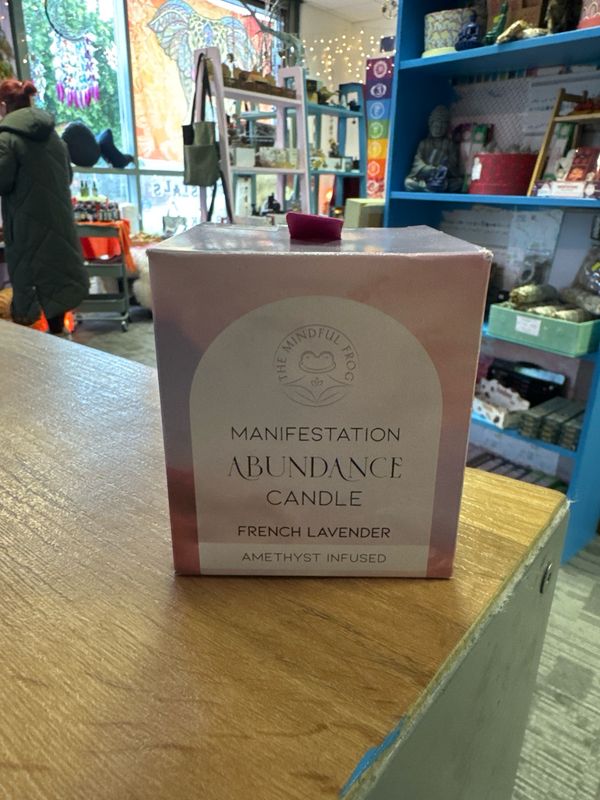 THE MINDFUL FROG
MANIFESTATION
ABUNDANCE
CANDLE
FRENCH LAVENDER
AMETHYST INFUSED